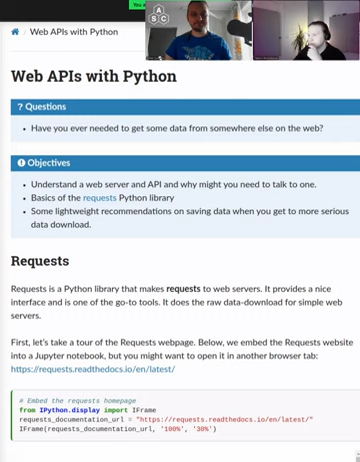 You a
A
S C
Web APIs with Python
Web APIs with Python
? Questions
• Have you ever needed to get some data from somewhere else on the web?
! Objectives
• Understand a web server and API and why might you need to talk to one.
• Basics of the requests Python library
• Some lightweight recommendations on saving data when you get to more serious
data download.
Requests
Requests is a Python library that makes requests to web servers. It provides a nice
interface and is one of the go-to tools. It does the raw data-download for simple web
servers.
First, let's take a tour of the Requests webpage. Below, we embed the Requests website
into a Jupyter notebook, but you might want to open it in another browser tab:
https://requests.readthedocs.io/en/latest/
# Embed the requests homepage
from IPython.display import IFrame
requests_documentation_url = "https://requests.readthedocs.io/en/latest/"
IFrame(requests_documentation_url, '100%', '30%')